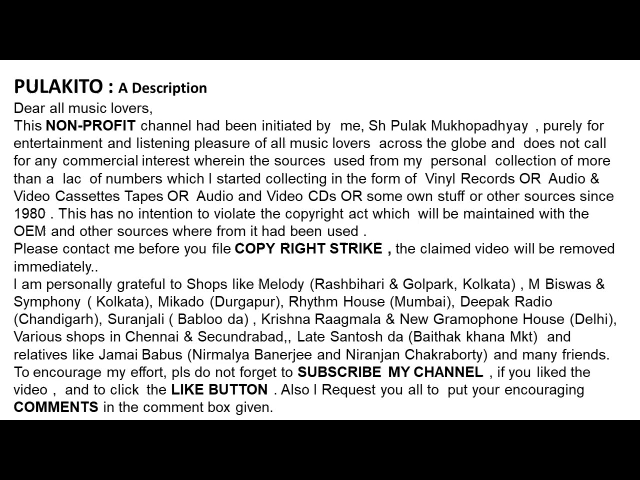 PULAKITO : A Description
Dear all music lovers,
This NON-PROFIT channel had been initiated by me, Sh Pulak Mukhopadhyay , purely for
entertainment and listening pleasure of all music lovers across the globe and does not call
for any commercial interest wherein the sources used from my personal collection of more
than a lac of numbers which I started collecting in the form of Vinyl Records OR Audio &
Video Cassettes Tapes OR Audio and Video CDs OR some own stuff or other sources since
1980 . This has no intention to violate the copyright act which will be maintained with the
OEM and other sources where from it had been used .
Please contact me before you file COPY RIGHT STRIKE , the claimed video will be removed
immediately..
I am personally grateful to Shops like Melody (Rashbihari & Golpark, Kolkata) , M Biswas &
Symphony ( Kolkata), Mikado (Durgapur), Rhythm House (Mumbai), Deepak Radio
(Chandigarh), Suranjali ( Babloo da) , Krishna Raagmala & New Gramophone House (Delhi),
Various shops in Chennai & Secundrabad,, Late Santosh da (Baithak khana Mkt) and
relatives like Jamai Babus (Nirmalya Banerjee and Niranjan Chakraborty) and many friends.
To encourage my effort, pls do not forget to SUBSCRIBE MY CHANNEL , if you liked the
video , and to click the LIKE BUTTON . Also I Request you all to put your encouraging
COMMENTS in the comment box given.